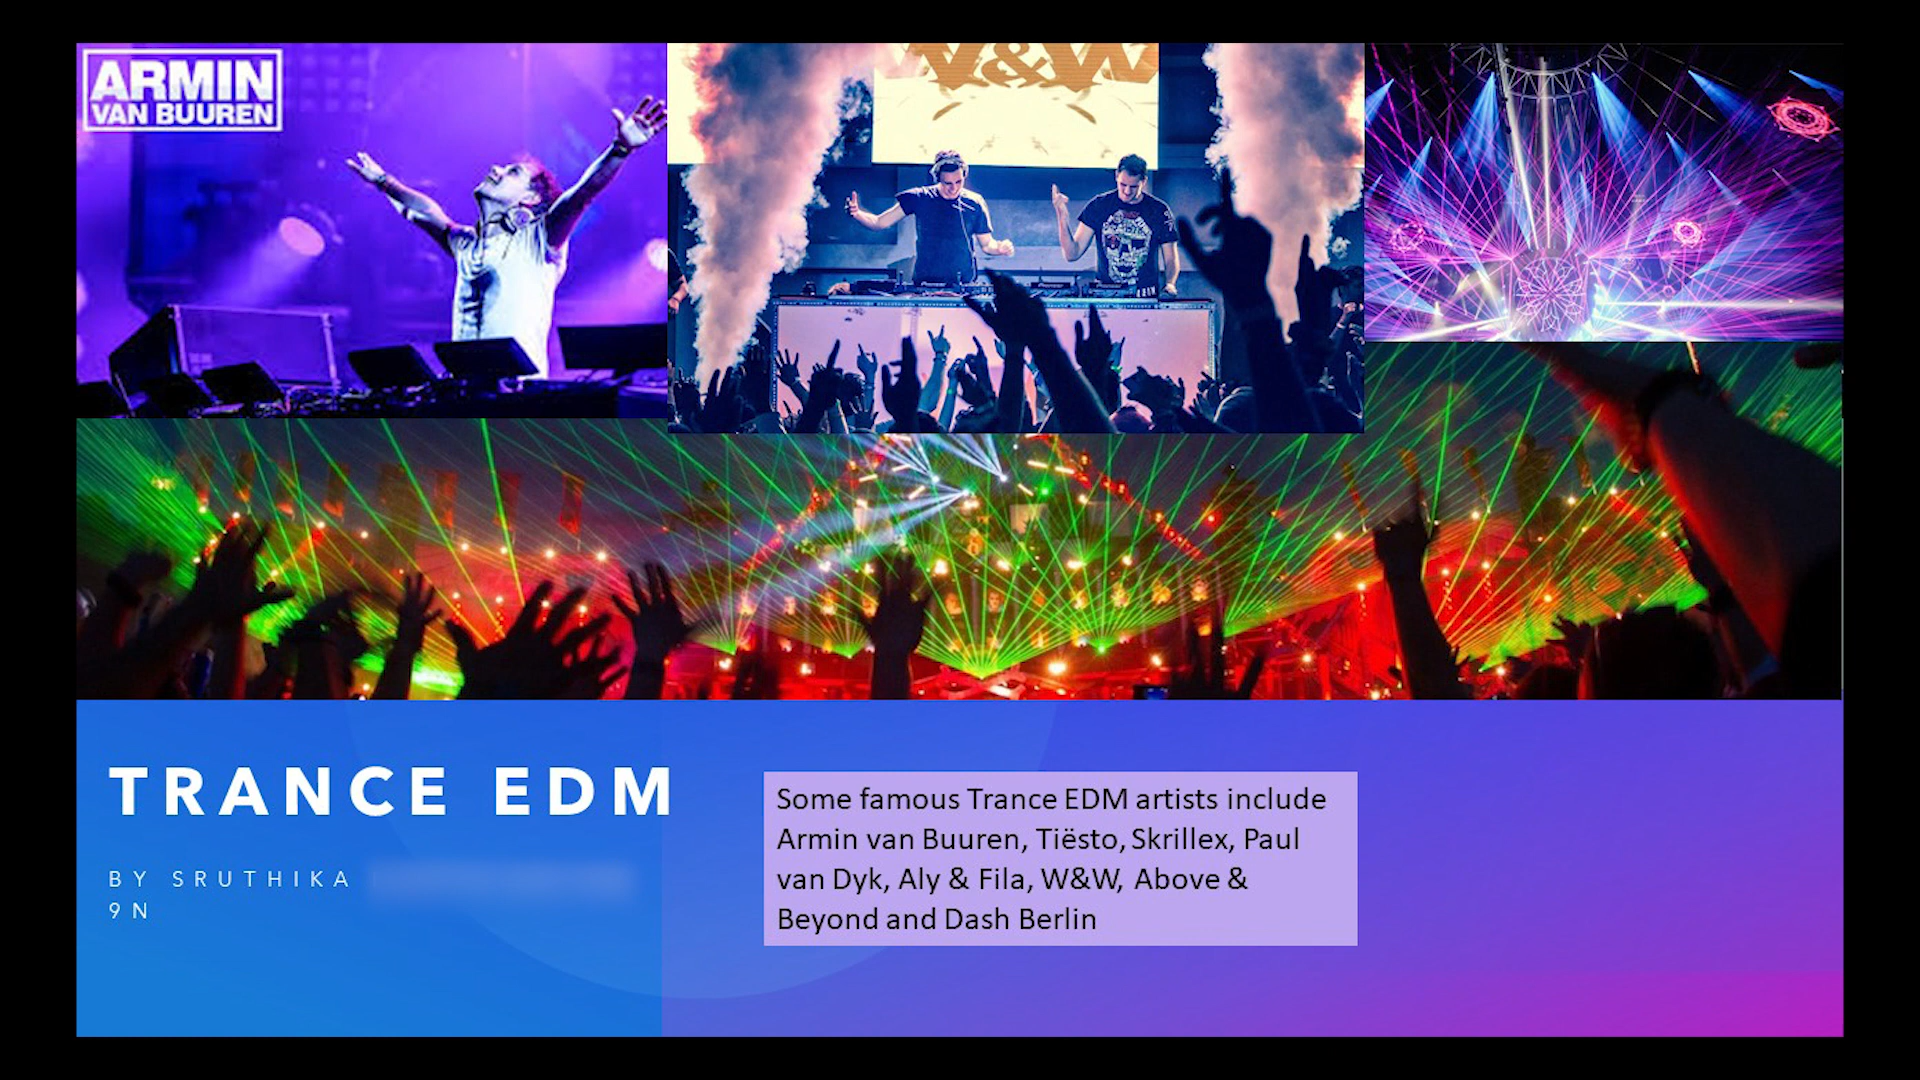 ARMIN
VAN BUUREN
W&W
TRANCE EDM
BY SRUTHIKA
9N
Some famous Trance EDM artists include
Armin van Buuren, Tiësto, Skrillex, Paul
van Dyk, Aly & Fila, W&W, Above &
Beyond and Dash Berlin